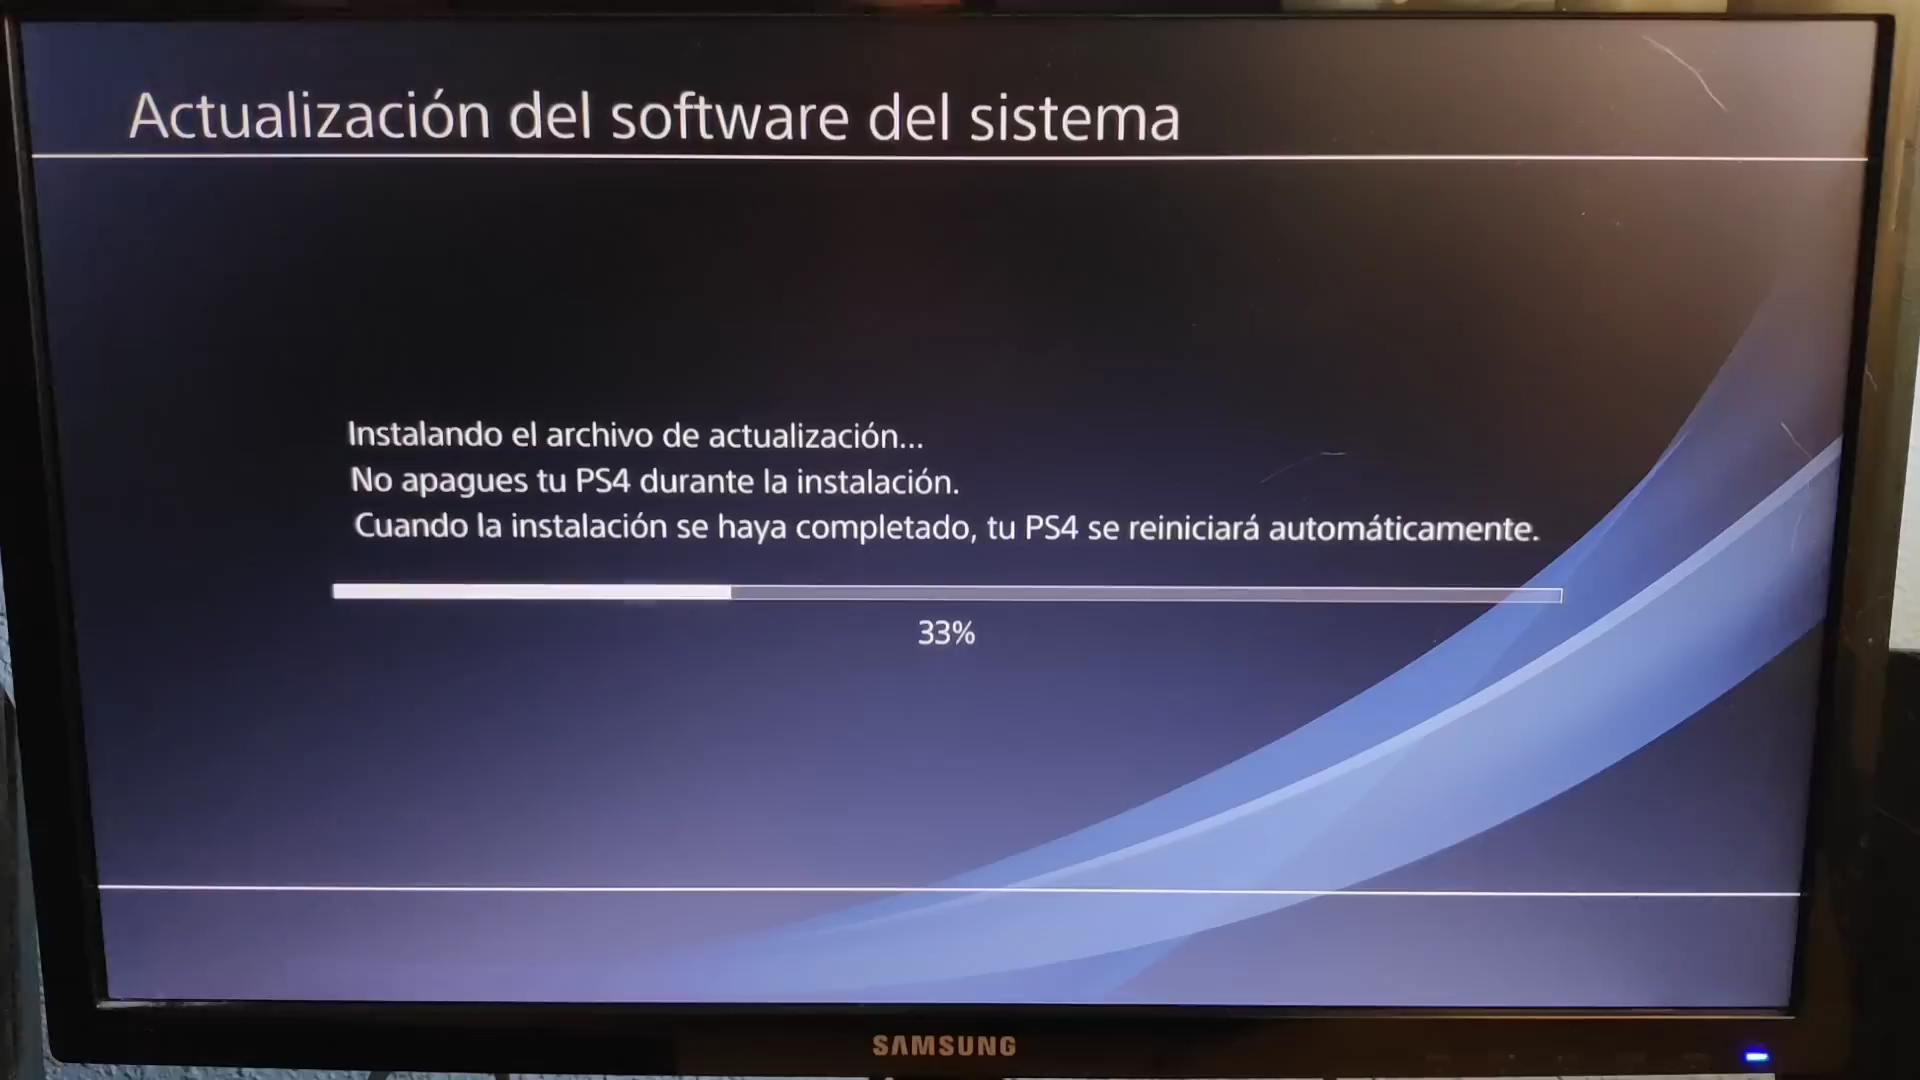 Actualización del software del sistema
Instalando el archivo de actualización...
No apagues tu PS4 durante la instalación.
Cuando la instalación se haya completado, tu PS4 se reiniciará automáticamente.
33%
SAMSUNG